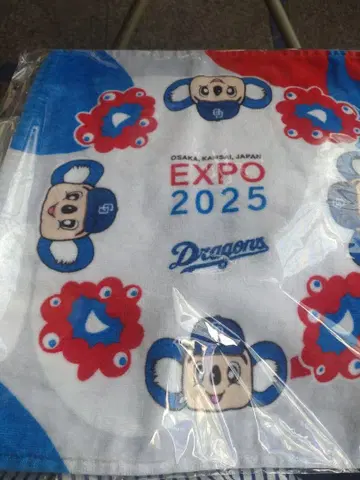 OSAKA, KANSAI, JAPAN
EXPO
2025
Dragons